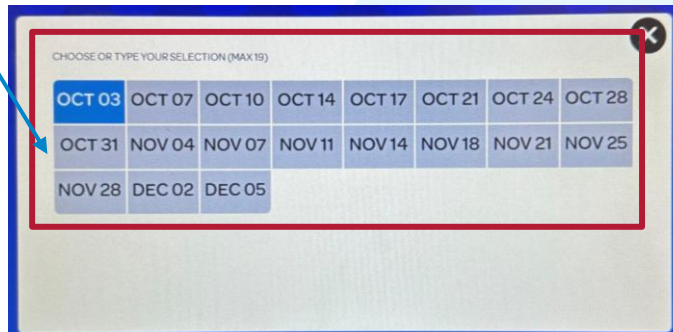 CHOOSE OR TYPE YOUR SELECTION (MAX 19)
OCT 03 OCT 07 OCT 10 OCT 14 OCT 17 OCT 21 OCT 24 OCT 28
OCT 31 NOV 04 NOV 07 NOV 11 NOV 14 NOV 18 NOV 21 NOV 25
NOV 28 DEC 02 DEC 05